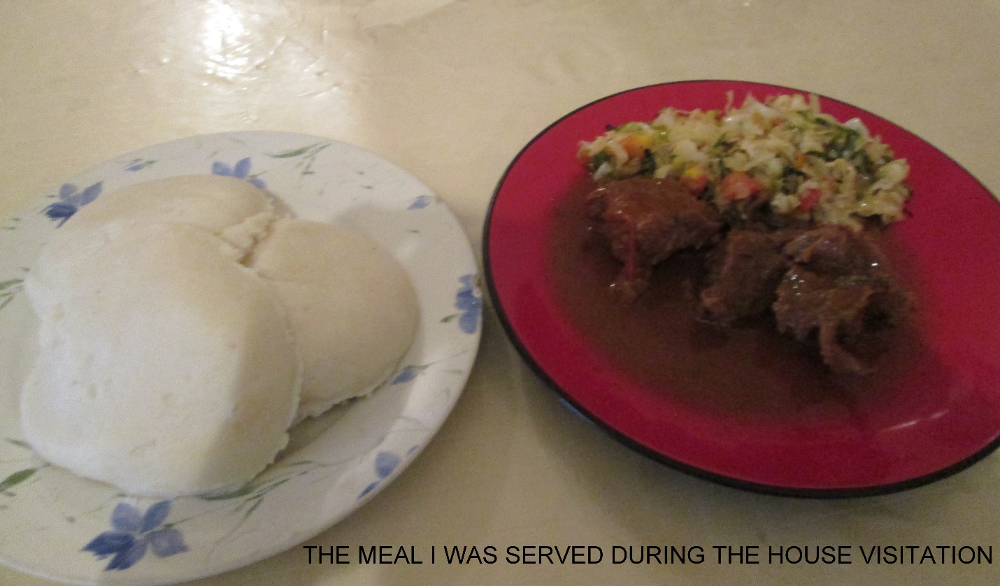 THE MEAL I WAS SERVED DURING THE HOUSE VISITATION